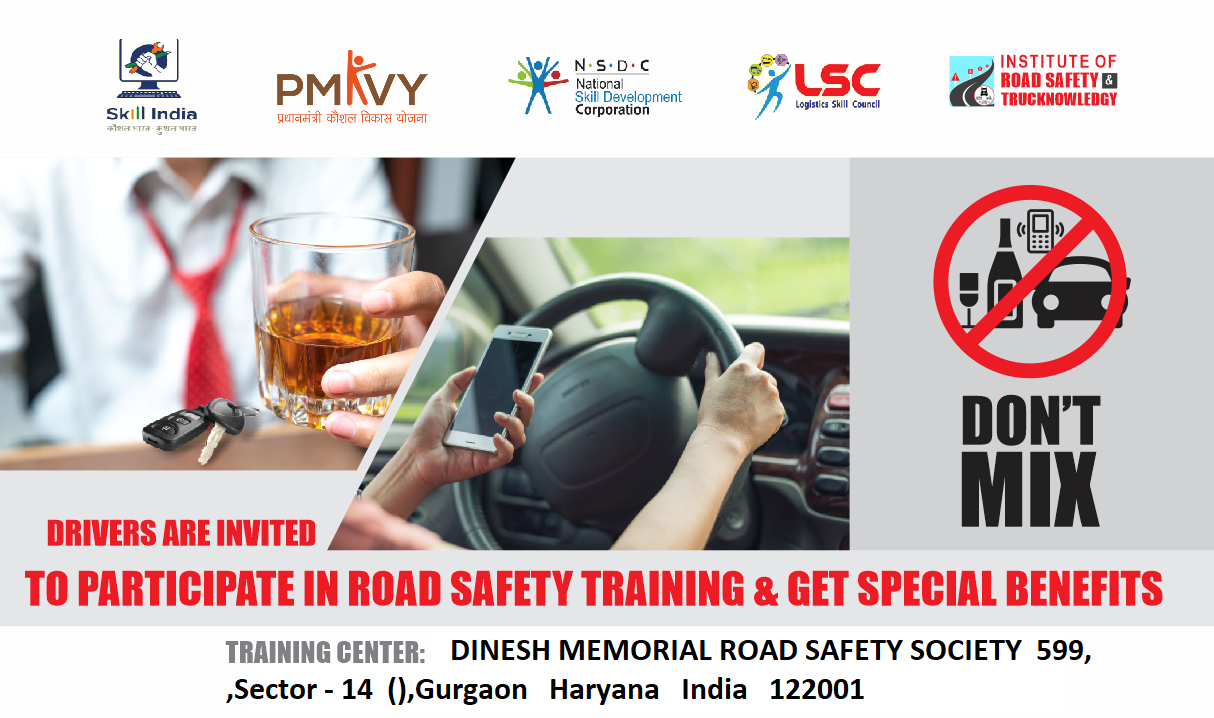 Skill India
कौशल भारत - कुशल भारत
PMKVY
प्रधानमंत्री कौशल विकास योजना
N·S·D·C
National
Skill Development
Corporation
LSC
Logistics Skill Council
INSTITUTE OF
ROAD SAFETY &
TRUCKNOWLEDGY
DON'T
MIX
DRIVERS ARE INVITED
TO PARTICIPATE IN ROAD SAFETY TRAINING & GET SPECIAL BENEFITS
TRAINING CENTER: DINESH MEMORIAL ROAD SAFETY SOCIETY 599,
,Sector - 14 (),Gurgaon Haryana India 122001